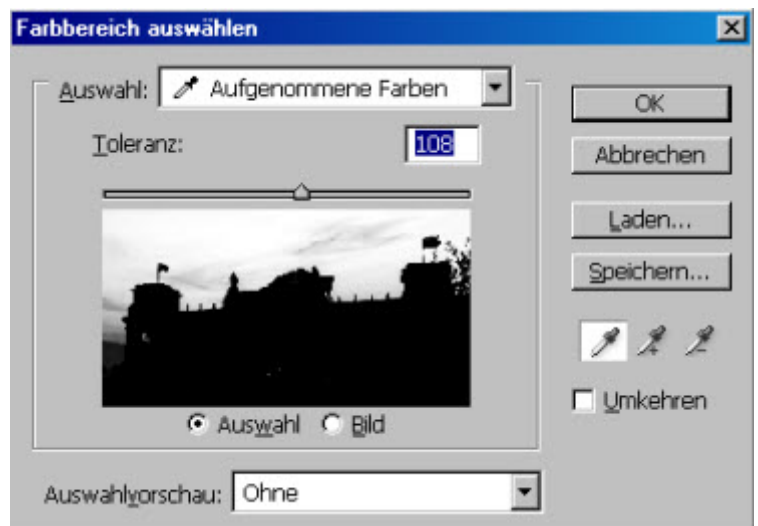 Farbbereich auswählen
Auswahl: Aufgenommene Farben
Toleranz: 108
OK
Abbrechen
Laden...
Speichern...
Umkehren
Auswahl Bild
Auswahlvorschau: Ohne